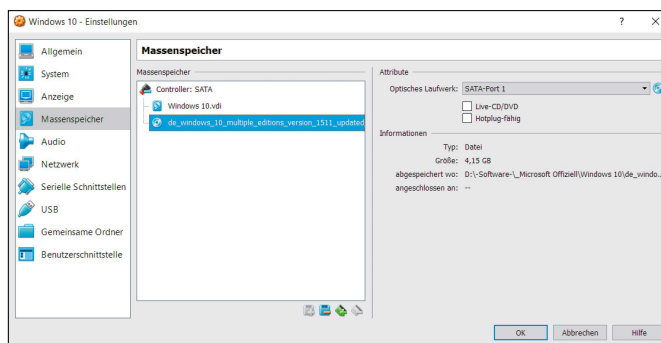 Windows 10 - Einstellungen
? ×
Allgemein
System
Anzeige
Massenspeicher
Audio
Netzwerk
Serielle Schnittstellen
USB
Gemeinsame Ordner
Benutzerschnittstelle
Massenspeicher
Massenspeicher
Controller: SATA
Windows 10.vdi
de_windows_10_multiple_editions_version_1511_updated
Attribute
Optisches Laufwerk: SATA-Port 1
Live-CD/DVD
Hotplug-fähig
Informationen
Typ: Datei
Größe: 4,15 GB
abgespeichert wo: D:\-Software-\_Microsoft Offiziell\Windows 10\de_windo...
angeschlossen an: --
OK Abbrechen Hilfe